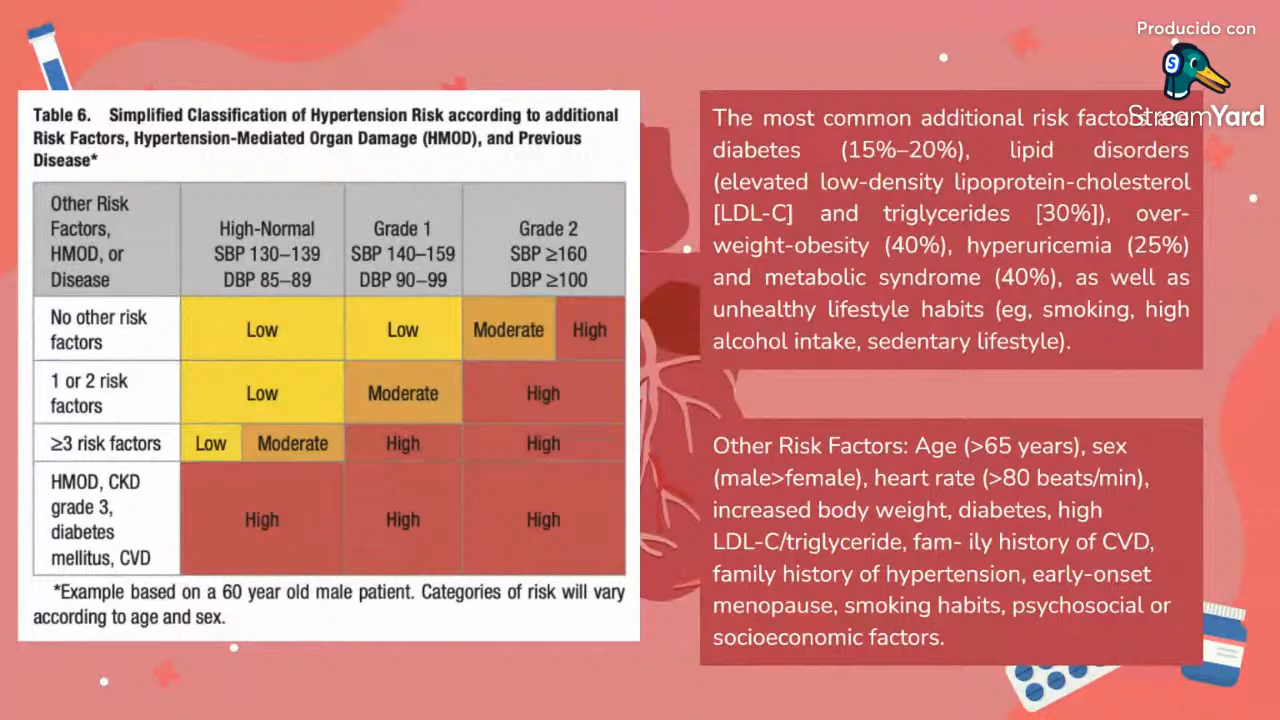 Producido con
StreamYard
Table 6. Simplified Classification of Hypertension Risk according to additional
Risk Factors, Hypertension-Mediated Organ Damage (HMOD), and Previous
Disease*
Other Risk
Factors,
HMOD, or
Disease
High-Normal
SBP 130–139
DBP 85–89
Grade 1
SBP 140–159
DBP 90–99
Grade 2
SBP ≥160
DBP ≥100
No other risk
factors
Low
Low
Moderate
High
1 or 2 risk
factors
Low
Moderate
High
≥3 risk factors
Low
Moderate
High
High
HMOD, CKD
grade 3,
diabetes
mellitus, CVD
High
High
High
*Example based on a 60 year old male patient. Categories of risk will vary
according to age and sex.
The most common additional risk factors
diabetes (15%–20%), lipid disorders
(elevated low-density lipoprotein-cholesterol
[LDL-C] and triglycerides [30%]), over-
weight-obesity (40%), hyperuricemia (25%)
and metabolic syndrome (40%), as well as
unhealthy lifestyle habits (eg, smoking, high
alcohol intake, sedentary lifestyle).
Other Risk Factors: Age (>65 years), sex
(male>female), heart rate (>80 beats/min),
increased body weight, diabetes, high
LDL-C/triglyceride, fam- ily history of CVD,
family history of hypertension, early-onset
menopause, smoking habits, psychosocial or
socioeconomic factors.